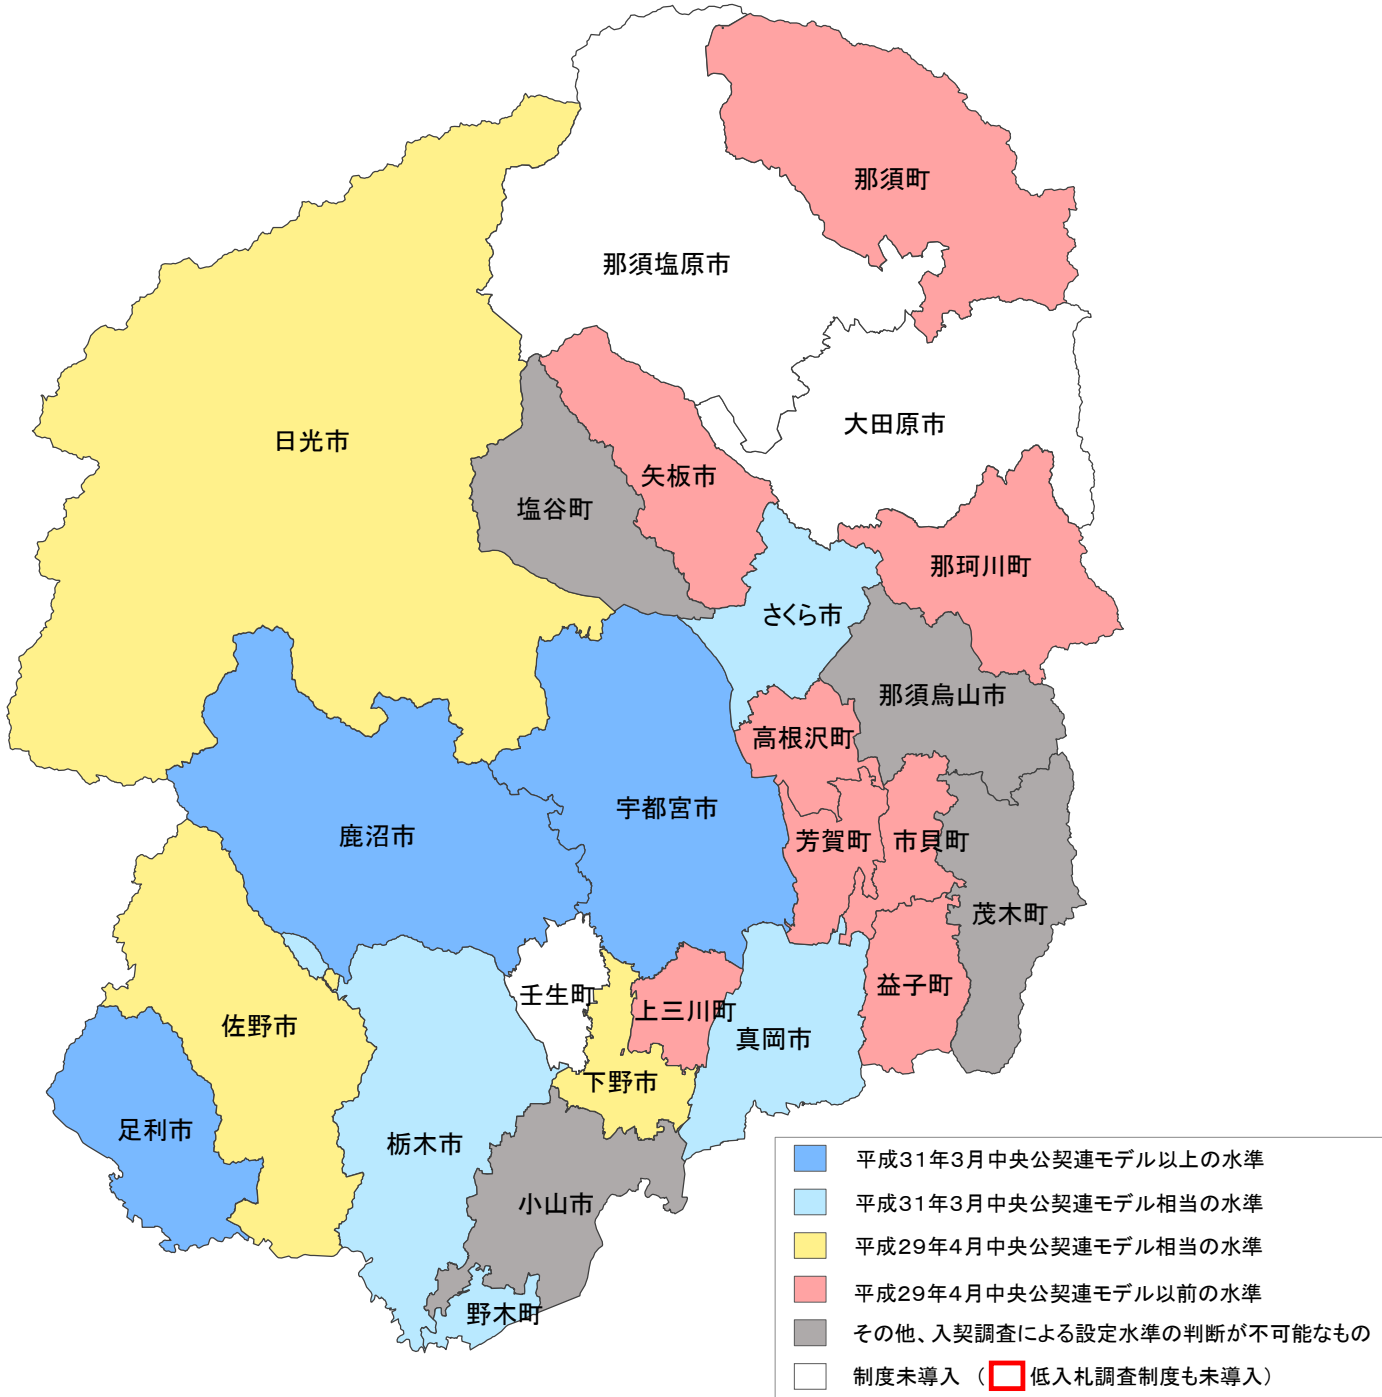 那須町
那須塩原市
大田原市
日光市
矢板市
塩谷町
那珂川町
さくら市
那須烏山市
高根沢町
宇都宮市
鹿沼市
芳賀町
市貝町
茂木町
益子町
壬生町
上三川町
佐野市
真岡市
下野市
足利市
栃木市
小山市
野木町
平成31年3月中央公契連モデル以上の水準
平成31年3月中央公契連モデル相当の水準
平成29年4月中央公契連モデル相当の水準
平成29年4月中央公契連モデル以前の水準
その他、入契調査による設定水準の判断が不可能なもの
制度未導入 （ 低入札調査制度も未導入）